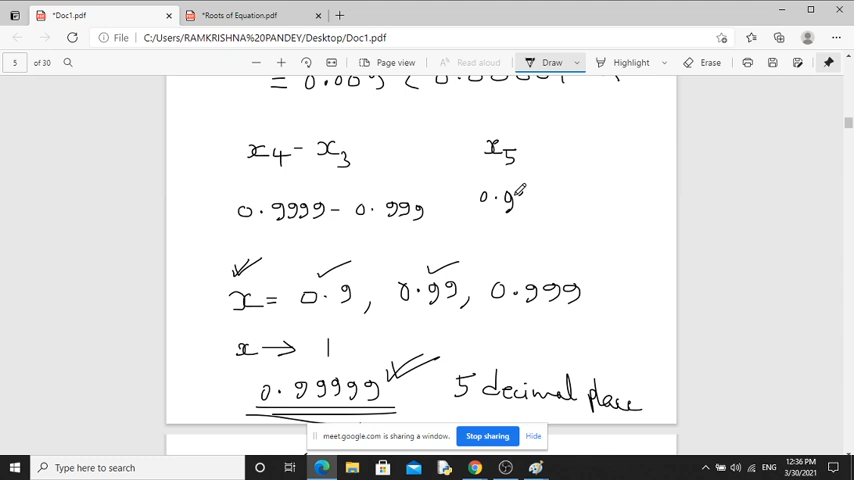 *Doc1.pdf
*Roots of Equation.pdf
File C:/Users/RAMKRISHNA%20PANDEY/Desktop/Doc1.pdf
5 of 30 Page view Read aloud Draw Highlight Erase
x4 - x3 x5
0.9999 - 0.999 0.9
x = 0.9, 0.99, 0.999
x → 1
0.99999 5 decimal place
meet.google.com is sharing a window. Stop sharing Hide
Type here to search
ENG
12:36 PM
3/30/2021